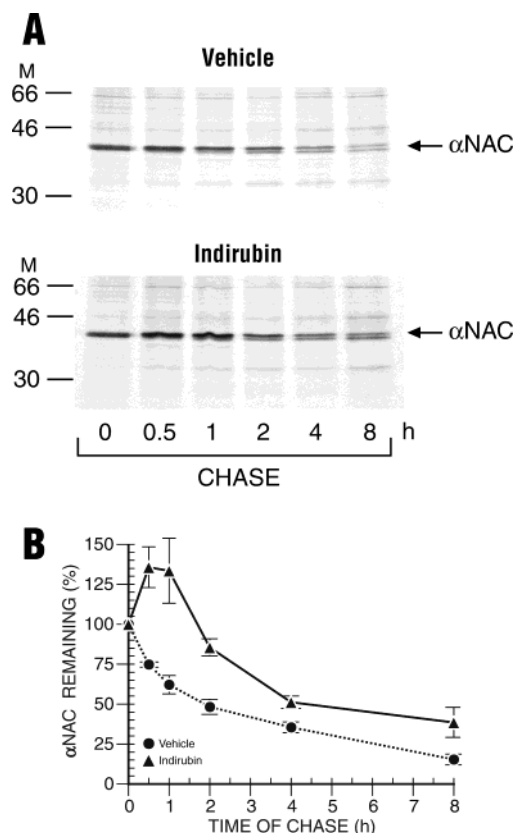 A
Vehicle
M
66
46
αNAC
30
Indirubin
M
66
46
αNAC
30
0 0.5 1 2 4 8 h
CHASE
B
150
125
100
75
50
25
0
αNAC REMAINING (%)
Vehicle
Indirubin
0 1 2 3 4 5 6 7 8
TIME OF CHASE (h)